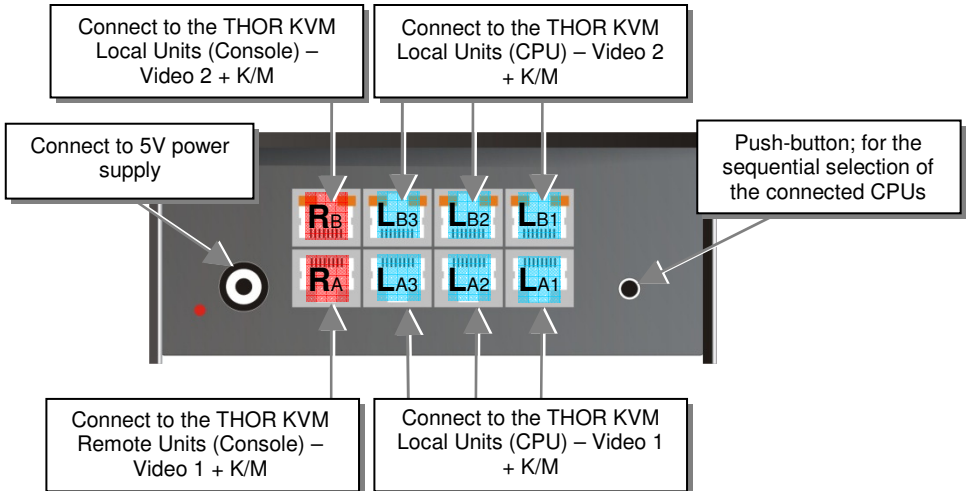 Connect to the THOR KVM
Local Units (Console) –
Video 2 + K/M
Connect to the THOR KVM
Local Units (CPU) – Video 2
+ K/M
Connect to 5V power
supply
Push-button; for the
sequential selection of
the connected CPUs
RB LB3 LB2 LB1
RA LA3 LA2 LA1
Connect to the THOR KVM
Remote Units (Console) –
Video 1 + K/M
Connect to the THOR KVM
Local Units (CPU) – Video 1
+ K/M